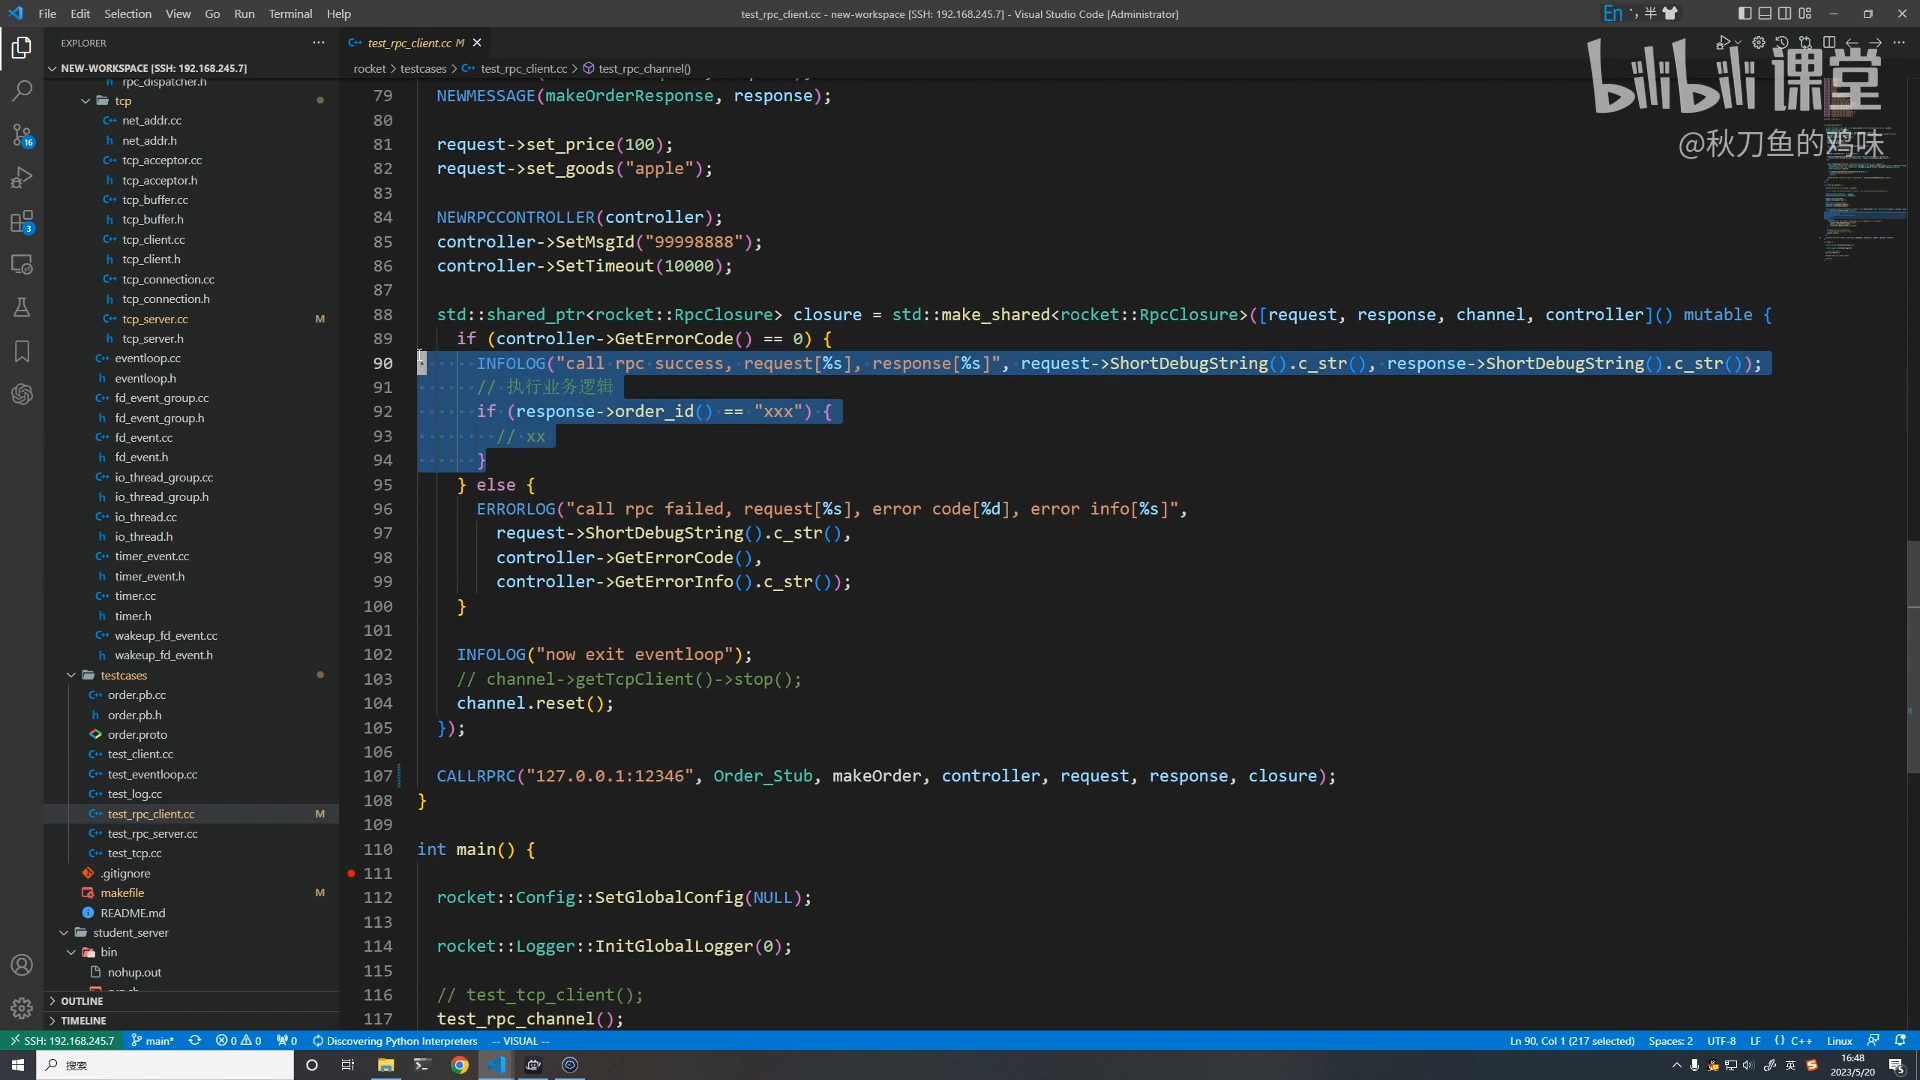 File Edit Selection View Go Run Terminal Help
test_rpc_client.cc - new-workspace [SSH: 192.168.245.7] - Visual Studio Code [Administrator]
En 半
EXPLORER
test_rpc_client.cc M
NEW-WORKSPACE [SSH: 192.168.245.7]
rocket > testcases > test_rpc_client.cc > test_rpc_channel()
bilibili 课堂
@秋刀鱼的鸡味
rpc_dispatcher.h
tcp
net_addr.cc
net_addr.h
tcp_acceptor.cc
tcp_acceptor.h
tcp_buffer.cc
tcp_buffer.h
tcp_client.cc
tcp_client.h
tcp_connection.cc
tcp_connection.h
tcp_server.cc M
tcp_server.h
eventloop.cc
eventloop.h
fd_event_group.cc
fd_event_group.h
fd_event.cc
fd_event.h
io_thread_group.cc
io_thread_group.h
io_thread.cc
io_thread.h
timer_event.cc
timer_event.h
timer.cc
timer.h
wakeup_fd_event.cc
wakeup_fd_event.h
testcases
order.pb.cc
order.pb.h
order.proto
test_client.cc
test_eventloop.cc
test_log.cc
test_rpc_client.cc M
test_rpc_server.cc
test_tcp.cc
.gitignore
makefile M
README.md
student_server
bin
nohup.out
OUTLINE
TIMELINE
16
3
79 NEWMESSAGE(makeOrderResponse, response);
80
81 request->set_price(100);
82 request->set_goods("apple");
83
84 NEWRPCCONTROLLER(controller);
85 controller->SetMsgId("99998888");
86 controller->SetTimeout(10000);
87
88 std::shared_ptr<rocket::RpcClosure> closure = std::make_shared<rocket::RpcClosure>([request, response, channel, controller]() mutable {
89 if (controller->GetErrorCode() == 0) {
90 INFOLOG("call rpc success, request[%s], response[%s]", request->ShortDebugString().c_str(), response->ShortDebugString().c_str());
91 // 执行业务逻辑
92 if (response->order_id() == "xxx") {
93 // xx
94 }
95 } else {
96 ERRORLOG("call rpc failed, request[%s], error code[%d], error info[%s]",
97 request->ShortDebugString().c_str(),
98 controller->GetErrorCode(),
99 controller->GetErrorInfo().c_str());
100 }
101
102 INFOLOG("now exit eventloop");
103 // channel->getTcpClient()->stop();
104 channel.reset();
105 });
106
107 CALLRPRC("127.0.0.1:12346", Order_Stub, makeOrder, controller, request, response, closure);
108 }
109
110 int main() {
111
112 rocket::Config::SetGlobalConfig(NULL);
113
114 rocket::Logger::InitGlobalLogger(0);
115
116 // test_tcp_client();
117 test_rpc_channel();
SSH: 192.168.245.7 main* 0 0 0 Discovering Python Interpreters -- VISUAL -- Ln 90, Col 1 (217 selected) Spaces: 2 UTF-8 LF {} C++ Linux
搜索
英
16:48
2023/5/20
5